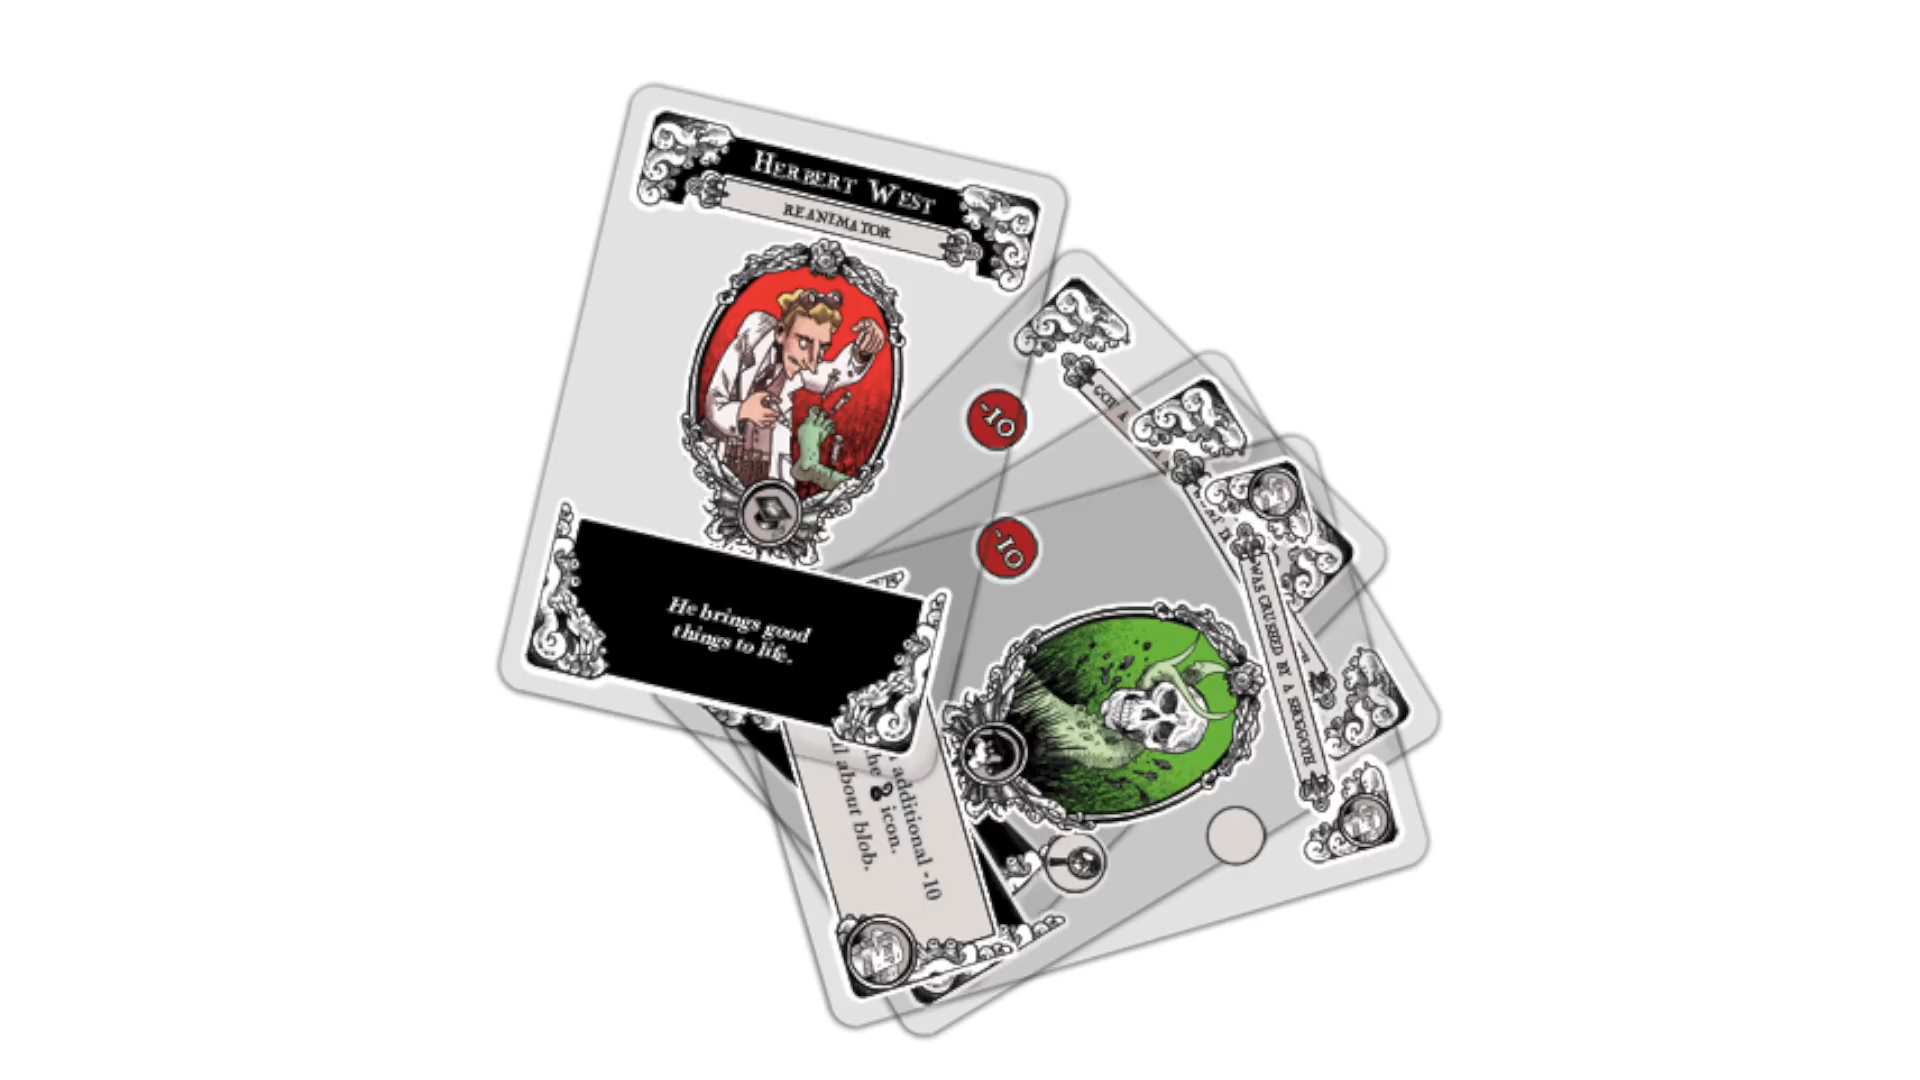 HERBERT WEST
REANIMATOR
He brings good
things to life.
-10
-10
GOT A
WAS CRUSHED BY A SHOGGOTH
additional -10
the icon.
about blob.